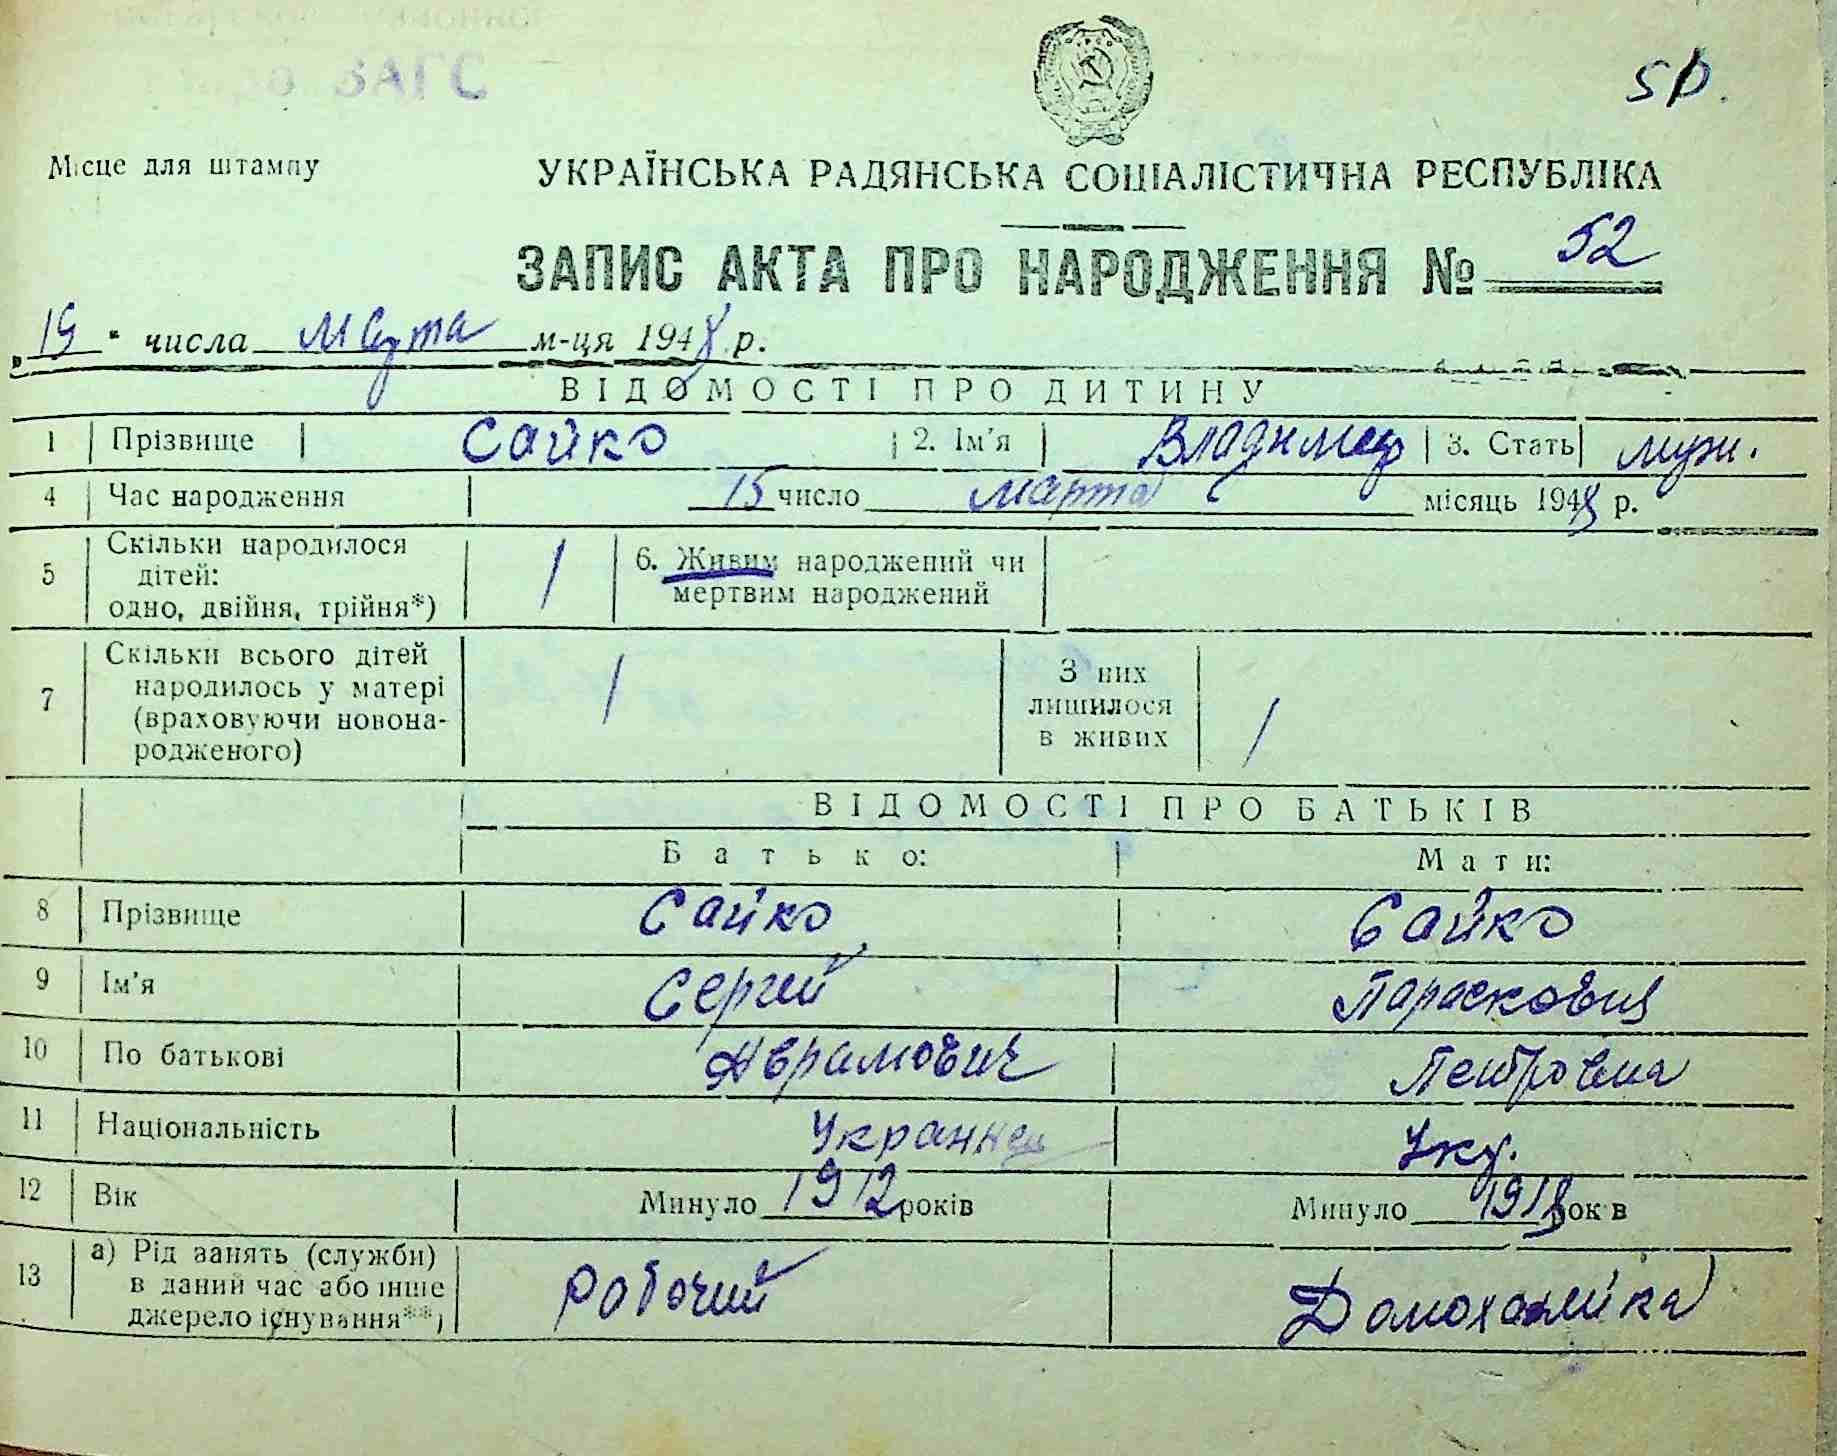 ЗАГС
50.
Місце для штампу
УКРАЇНСЬКА РАДЯНСЬКА СОЦІАЛІСТИЧНА РЕСПУБЛІКА
ЗАПИС АКТА ПРО НАРОДЖЕННЯ № 52
„19" числа Марта м-ця 1948 р.
ВІДОМОСТІ ПРО ДИТИНУ
1 Прізвище Сайко 2. Ім'я Владимер 3. Стать муж.
4 Час народження 15 число марта місяць 1948 р.
5 Скільки народилося дітей: одно, двійня, трійня*) 1 6. Живим народжений чи мертвим народжений
7 Скільки всього дітей народилось у матері (враховуючи новонародженого) 1 З них лишилося в живих 1
ВІДОМОСТІ ПРО БАТЬКІВ
Батько: Мати:
8 Прізвище Сайко Сайко
9 Ім'я Сергей Парасковия
10 По батькові Аврамович Петровна
11 Національність Украинец Укр.
12 Вік Минуло 1912 років Минуло 1918 років
13 а) Рід занять (служби) в даний час або інше джерело існування**) Рабочий Домохозяйка